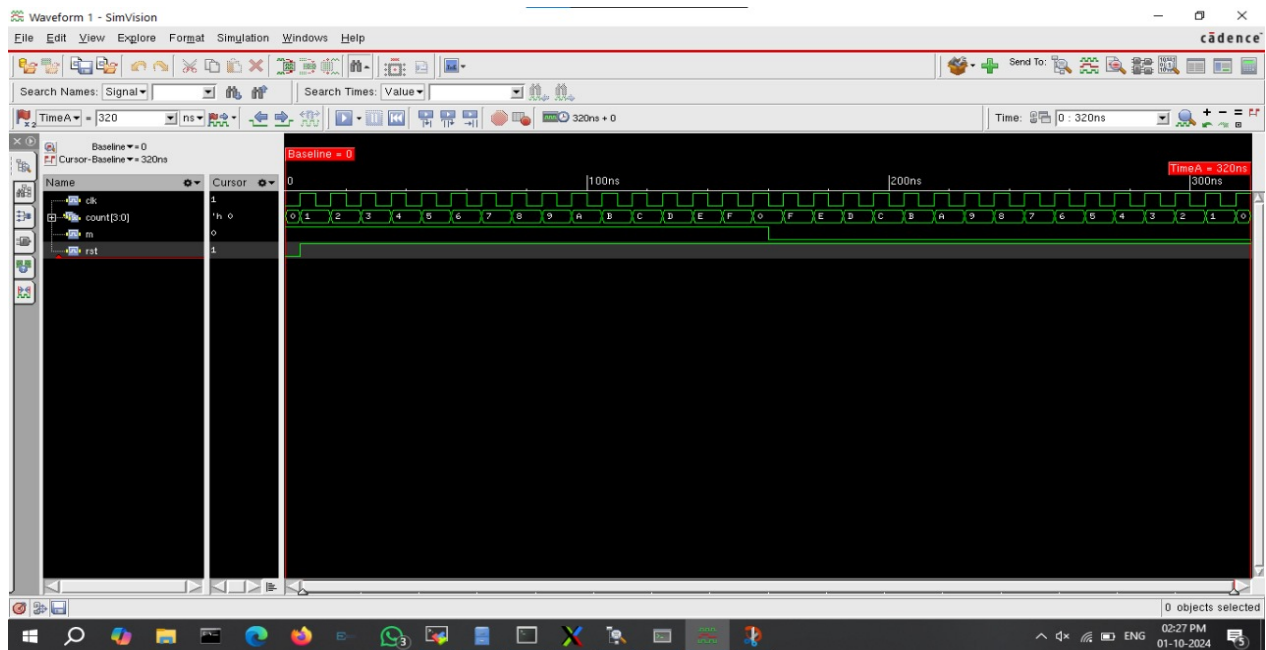 Waveform 1 - SimVision
File Edit View Explore Format Simulation Windows Help
cādence
Send To:
Search Names: Signal
Search Times: Value
TimeA = 320 ns
320ns + 0
Time: 0 : 320ns
Baseline = 0
Cursor-Baseline = 320ns
Baseline = 0
TimeA = 320ns
Name Cursor
0 100ns 200ns 300ns
clk 1
count[3:0] 'h 0 0 1 2 3 4 5 6 7 8 9 A B C D E F 0 F E D C B A 9 8 7 6 5 4 3 2 1 0
m 0
rst 1
0 objects selected
ENG
02:27 PM
01-10-2024